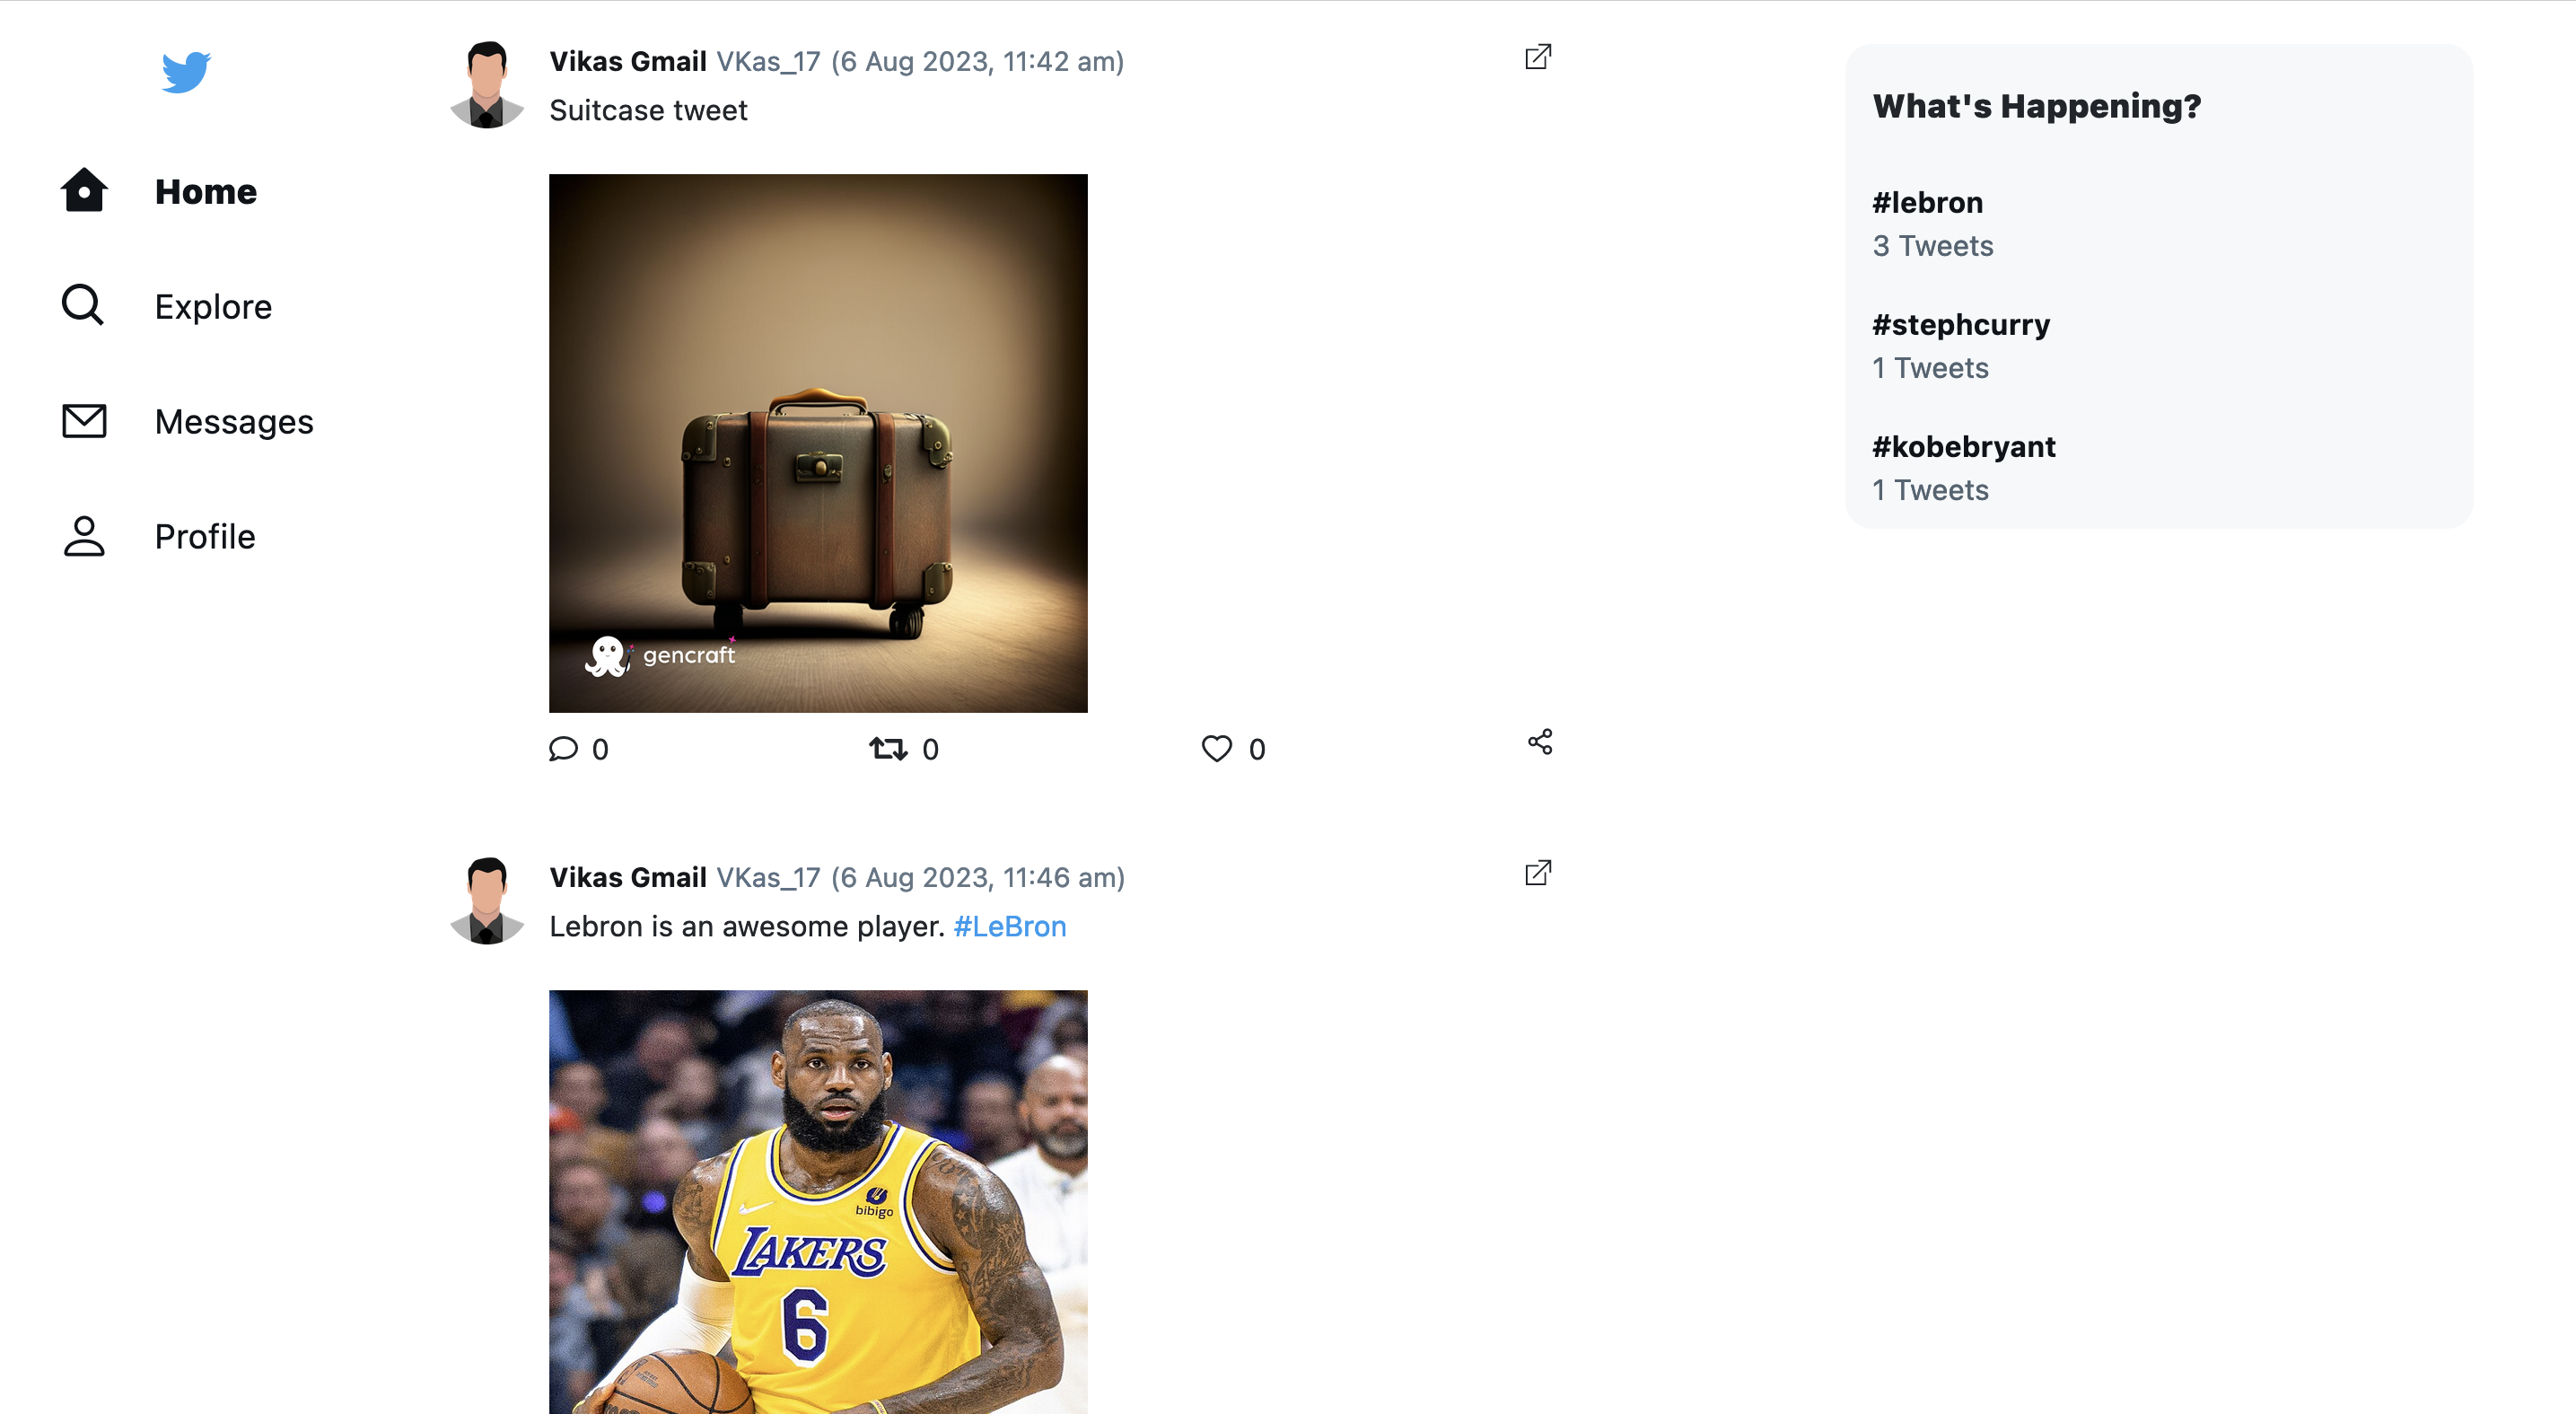 Home
Explore
Messages
Profile
Vikas Gmail VKas_17 (6 Aug 2023, 11:42 am)
Suitcase tweet
gencraft
0 0 0
Vikas Gmail VKas_17 (6 Aug 2023, 11:46 am)
Lebron is an awesome player. #LeBron
bibigo
LAKERS
6
What's Happening?
#lebron
3 Tweets
#stephcurry
1 Tweets
#kobebryant
1 Tweets